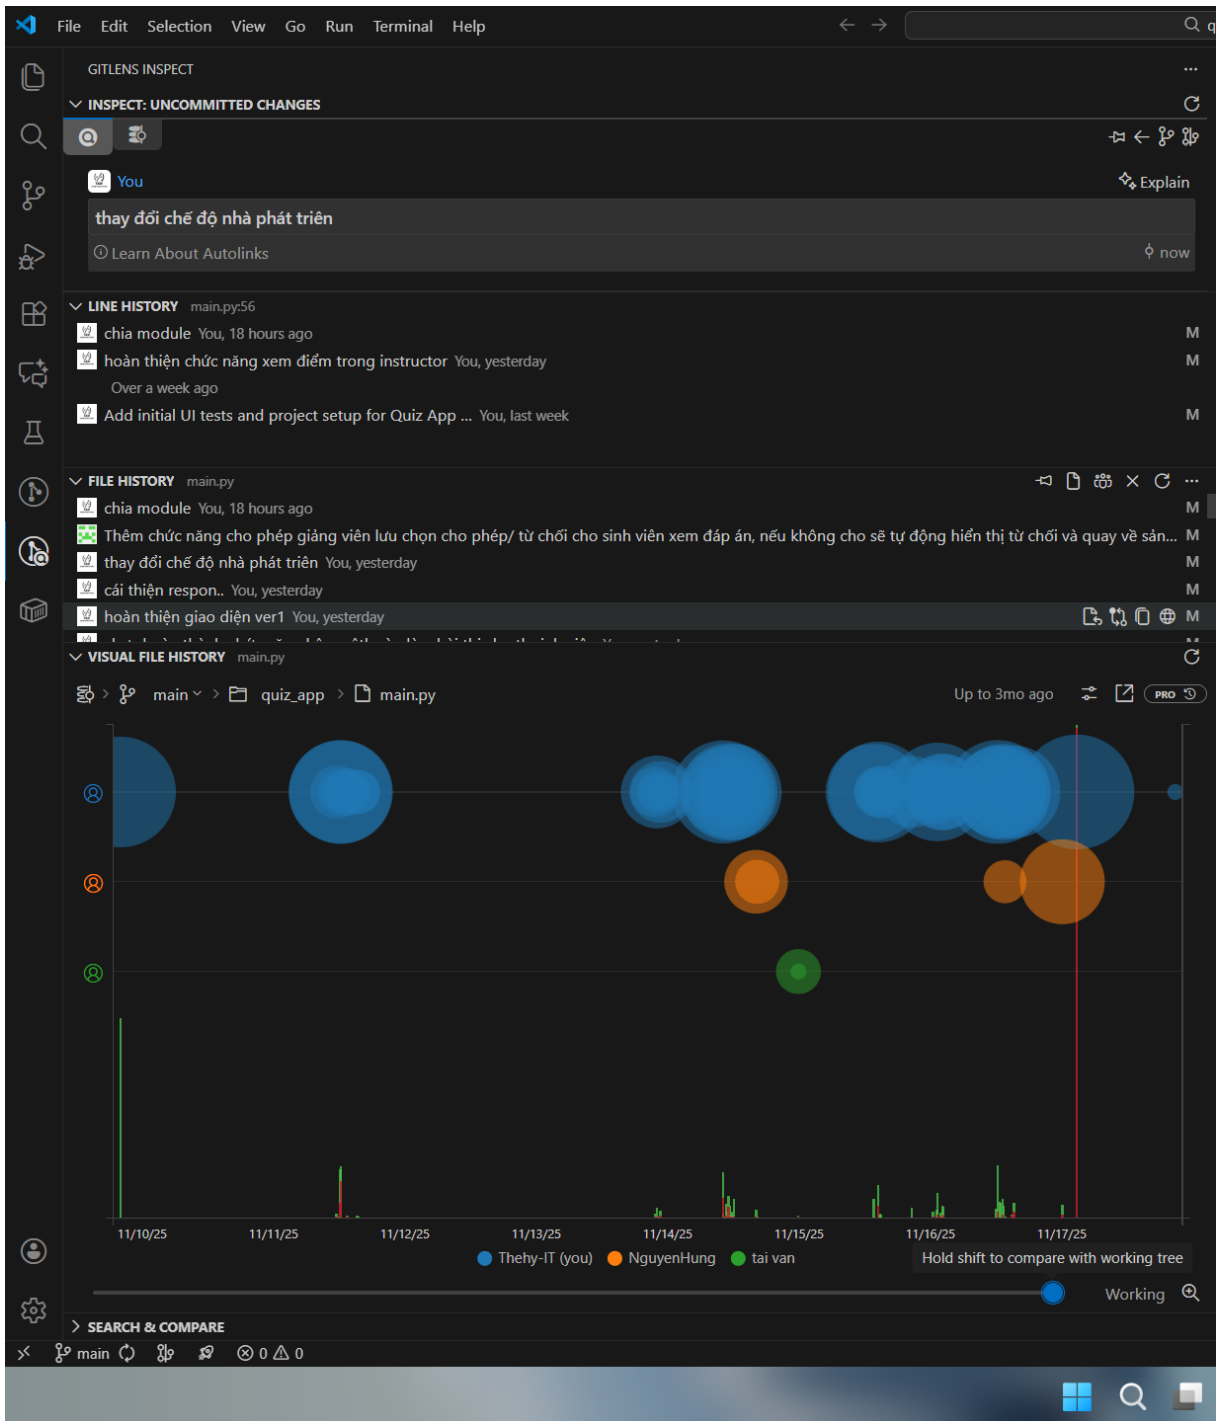 File Edit Selection View Go Run Terminal Help
q
GITLENS INSPECT
INSPECT: UNCOMMITTED CHANGES
You
Explain
thay đổi chế độ nhà phát triên
Learn About Autolinks
now
LINE HISTORY main.py:56
chia module You, 18 hours ago M
hoàn thiện chức năng xem điểm trong instructor You, yesterday M
Over a week ago
Add initial UI tests and project setup for Quiz App ... You, last week M
FILE HISTORY main.py
chia module You, 18 hours ago M
Thêm chức năng cho phép giảng viên lưu chọn cho phép/ từ chối cho sinh viên xem đáp án, nếu không cho sẽ tự động hiển thị từ chối và quay về sản... M
thay đổi chế độ nhà phát triên You, yesterday M
cái thiện respon.. You, yesterday M
hoàn thiện giao diện ver1 You, yesterday M
VISUAL FILE HISTORY main.py
main > quiz_app > main.py
Up to 3mo ago
PRO
11/10/25 11/11/25 11/12/25 11/13/25 11/14/25 11/15/25 11/16/25 11/17/25
Thehy-IT (you) NguyenHung tai van
Hold shift to compare with working tree
Working
SEARCH & COMPARE
main 0 0